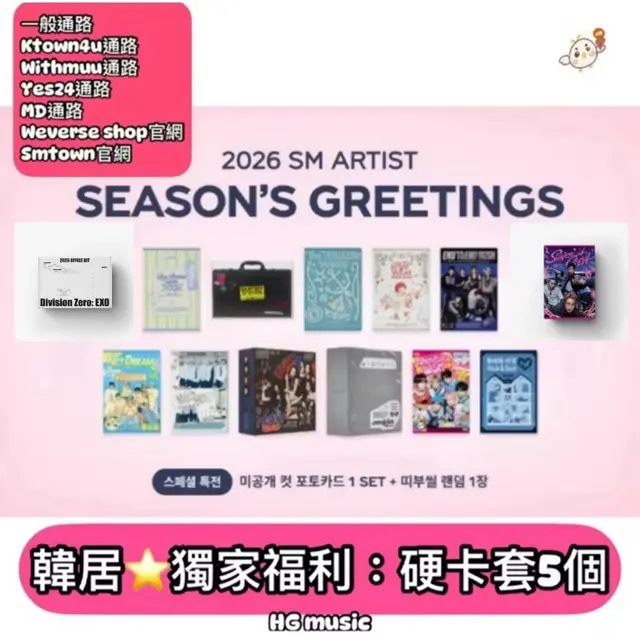 一般通路
Ktown4u通路
Withmuu通路
Yes24通路
MD通路
Weverse shop官網
Smtown官網
2026 SM ARTIST
SEASON'S GREETINGS
2026 OFFICE KIT
Division Zero: EXO
스페셜 특전
미공개 컷 포토카드 1 SET + 띠부씰 랜덤 1장
韓居⭐獨家福利：硬卡套5個
HG music